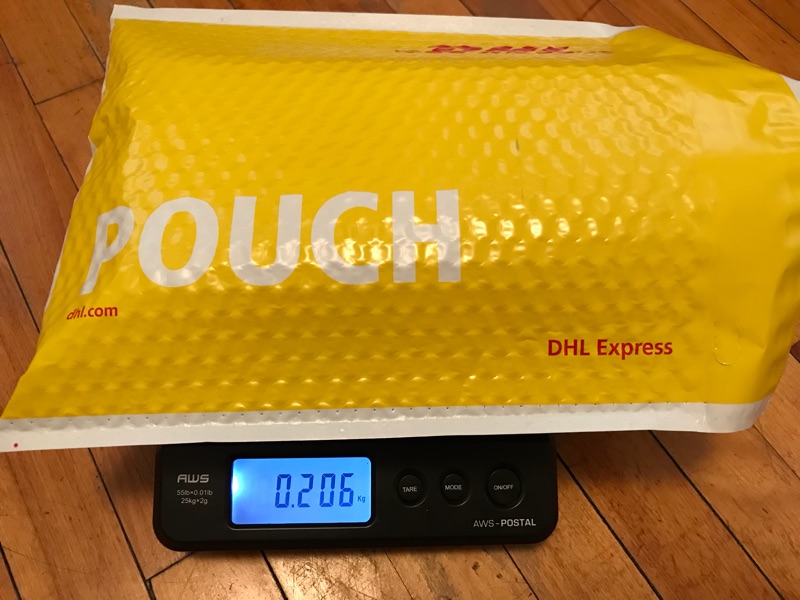 POUCH
dhl.com
DHL Express
AWS
55lb×0.01lb
25kg×2g
0.206 Kg
TARE
MODE
ON/OFF
AWS-POSTAL